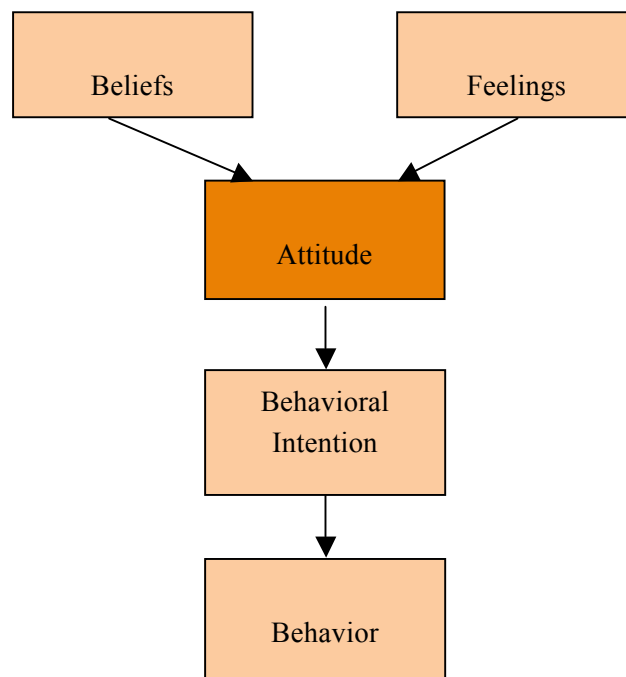 Beliefs
Feelings
Attitude
Behavioral
Intention
Behavior